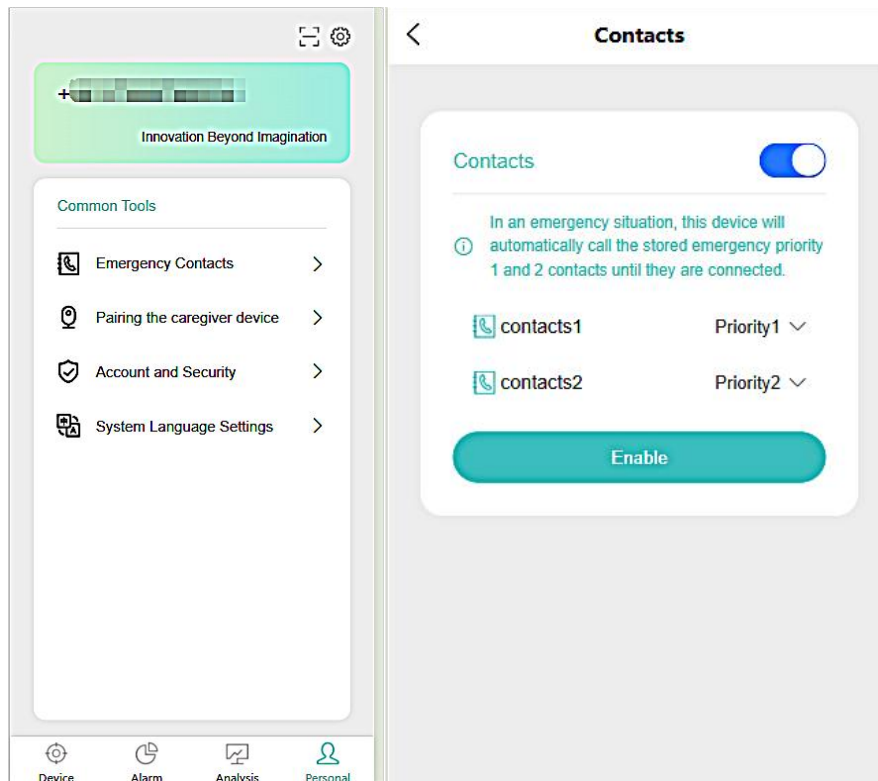 +
Innovation Beyond Imagination
Common Tools
Emergency Contacts
Pairing the caregiver device
Account and Security
System Language Settings
Device
Alarm
Analysis
Personal
Contacts
Contacts
In an emergency situation, this device will
automatically call the stored emergency priority
1 and 2 contacts until they are connected.
contacts1
Priority1
contacts2
Priority2
Enable